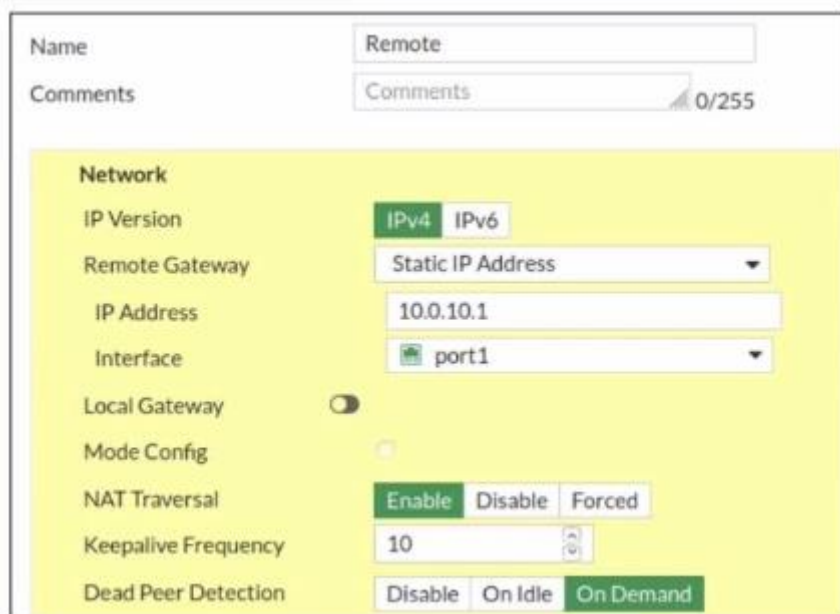 Name Remote
Comments Comments 0/255
Network
IP Version IPv4 IPv6
Remote Gateway Static IP Address
IP Address 10.0.10.1
Interface port1
Local Gateway
Mode Config
NAT Traversal Enable Disable Forced
Keepalive Frequency 10
Dead Peer Detection Disable On Idle On Demand